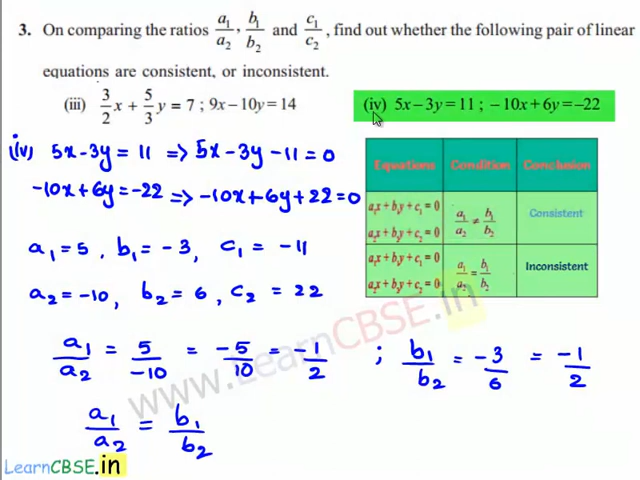 3. On comparing the ratios a₁/a₂, b₁/b₂ and c₁/c₂, find out whether the following pair of linear
equations are consistent, or inconsistent.
(iii) 3/2 x + 5/3 y = 7 ; 9x – 10y = 14
(iv) 5x – 3y = 11 ; – 10x + 6y = –22
(iv) 5x - 3y = 11 => 5x - 3y - 11 = 0
-10x + 6y = -22 => -10x + 6y + 22 = 0
a₁ = 5 , b₁ = -3 , c₁ = -11
a₂ = -10, b₂ = 6, c₂ = 22
a₁/a₂ = 5/-10 = -5/10 = -1/2 ; b₁/b₂ = -3/6 = -1/2
a₁/a₂ = b₁/b₂
Equations Condition Conclusion
a₁x + b₁y + c₁ = 0
a₂x + b₂y + c₂ = 0
a₁/a₂ ≠ b₁/b₂
Consistent
a₁x + b₁y + c₁ = 0
a₂x + b₂y + c₂ = 0
a₁/a₂ = b₁/b₂
Inconsistent
www.LearnCBSE.in
LearnCBSE.in